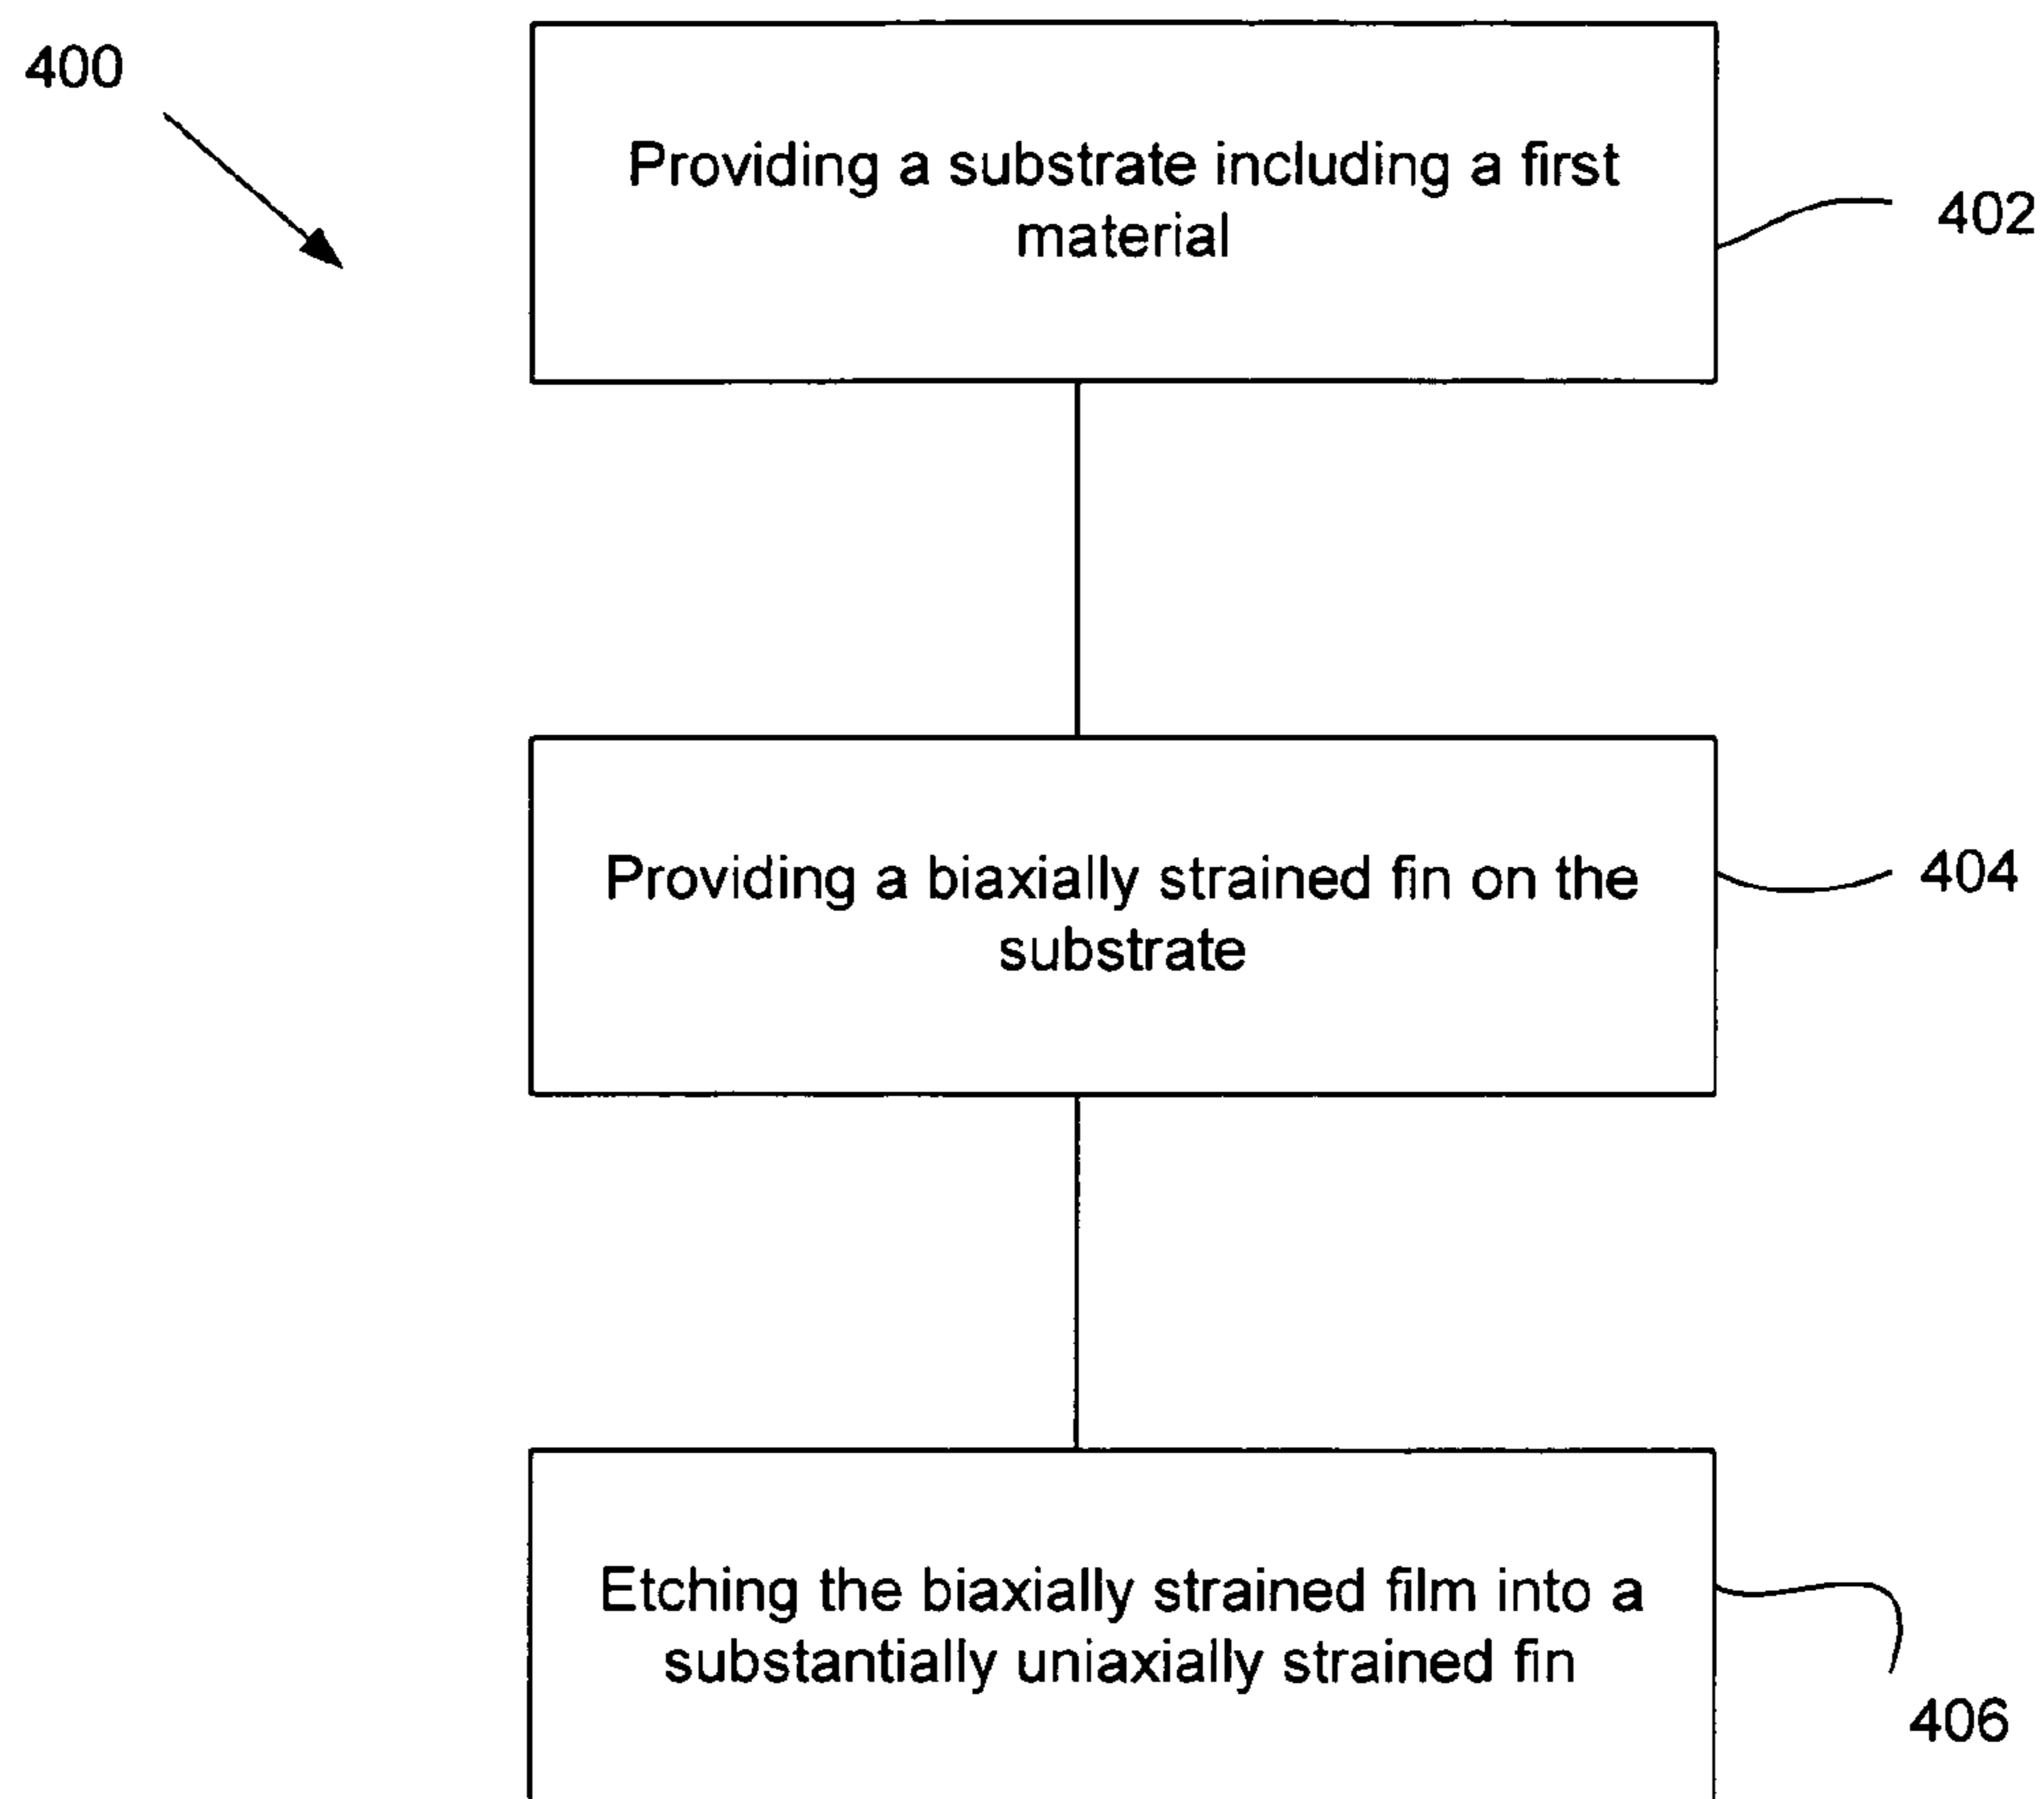 400
Providing a substrate including a first
material
402
Providing a biaxially strained fin on the
substrate
404
Etching the biaxially strained film into a
substantially uniaxially strained fin
406